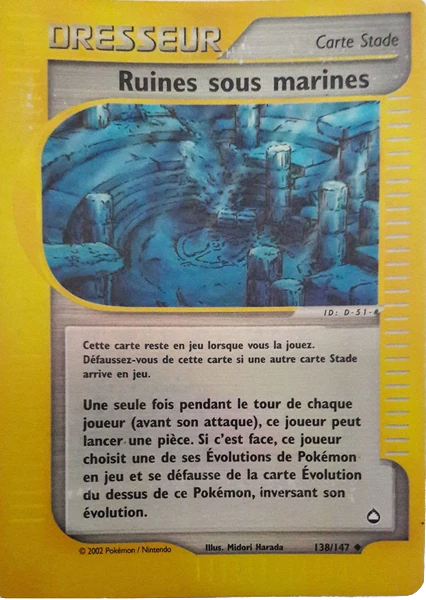 DRESSEUR
Carte Stade
Ruines sous marines
ID: D-51-#
Cette carte reste en jeu lorsque vous la jouez.
Défaussez-vous de cette carte si une autre carte Stade
arrive en jeu.
Une seule fois pendant le tour de chaque
joueur (avant son attaque), ce joueur peut
lancer une pièce. Si c'est face, ce joueur
choisit une de ses Évolutions de Pokémon
en jeu et se défausse de la carte Évolution
du dessus de ce Pokémon, inversant son
évolution.
© 2002 Pokémon / Nintendo
Illus. Midori Harada
138/147